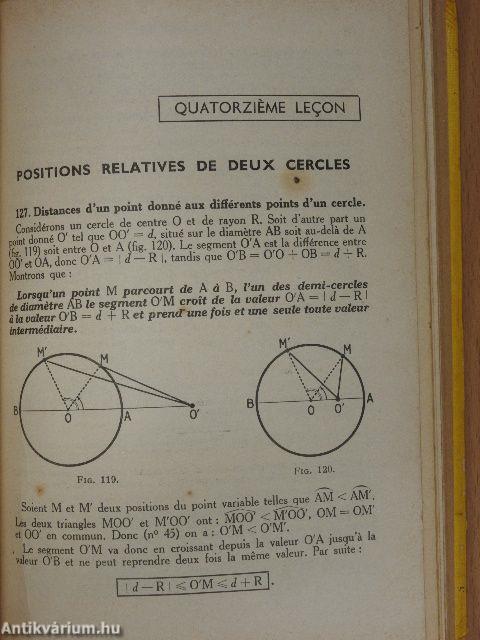 QUATORZIÈME LEÇON
POSITIONS RELATIVES DE DEUX CERCLES
127. Distances d'un point donné aux différents points d'un cercle.
Considérons un cercle de centre O et de rayon R. Soit d'autre part un
point donné O' tel que OO' = d, situé sur le diamètre AB soit au-delà de A
(fig. 119) soit entre O et A (fig. 120). Le segment O'A est la différence entre
OO' et OA, donc O'A = | d — R |, tandis que O'B = O'O + OB = d + R.
Montrons que :
Lorsqu'un point M parcourt de A à B, l'un des demi-cercles
de diamètre AB le segment O'M croît de la valeur O'A = | d — R |
à la valeur O'B = d + R et prend une fois et une seule toute valeur
intermédiaire.
M' M B O A O'
FIG. 119.
M' M B O O' A
FIG. 120.
Soient M et M' deux positions du point variable telles que AM < AM'.
Les deux triangles MOO' et M'OO' ont : MOO' < M'OO', OM = OM'
et OO' en commun. Donc (n° 45) on a : O'M < O'M'.
. Le segment O'M va donc en croissant depuis la valeur O'A jusqu'à la
valeur O'B et ne peut reprendre deux fois la même valeur. Par suite :
| d — R | ⩽ O'M ⩽ d + R .
Antikvárium.hu